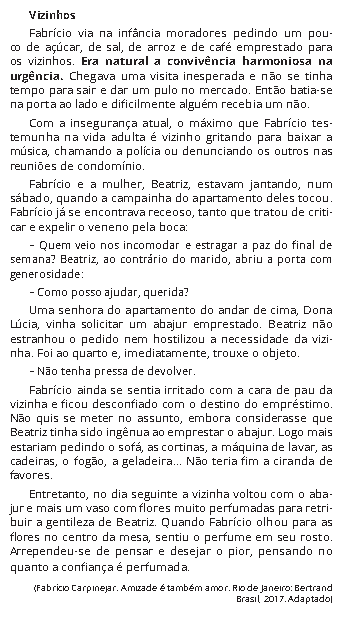 Vizinhos
Fabrício via na infância moradores pedindo um pou-
co de açúcar, de sal, de arroz e de café emprestado para
os vizinhos. Era natural a convivência harmoniosa na
urgência. Chegava uma visita inesperada e não se tinha
tempo para sair e dar um pulo no mercado. Então batia-se
na porta ao lado e dificilmente alguém recebia um não.
Com a insegurança atual, o máximo que Fabrício tes-
temunha na vida adulta é vizinho gritando para baixar a
música, chamando a polícia ou denunciando os outros nas
reuniões de condomínio.
Fabrício e a mulher, Beatriz, estavam jantando, num
sábado, quando a campainha do apartamento deles tocou.
Fabrício já se encontrava receoso, tanto que tratou de criti-
car e expelir o veneno pela boca:
– Quem veio nos incomodar e estragar a paz do final de
semana? Beatriz, ao contrário do marido, abriu a porta com
generosidade:
– Como posso ajudar, querida?
Uma senhora do apartamento do andar de cima, Dona
Lúcia, vinha solicitar um abajur emprestado. Beatriz não
estranhou o pedido nem hostilizou a necessidade da vizi-
nha. Foi ao quarto e, imediatamente, trouxe o objeto.
– Não tenha pressa de devolver.
Fabrício ainda se sentia irritado com a cara de pau da
vizinha e ficou desconfiado com o destino do empréstimo.
Não quis se meter no assunto, embora considerasse que
Beatriz tinha sido ingênua ao emprestar o abajur. Logo mais
estariam pedindo o sofá, as cortinas, a máquina de lavar, as
cadeiras, o fogão, a geladeira... Não teria fim a ciranda de
favores.
Entretanto, no dia seguinte a vizinha voltou com o aba-
jur e mais um vaso com flores muito perfumadas para retri-
buir a gentileza de Beatriz. Quando Fabrício olhou para as
flores no centro da mesa, sentiu o perfume em seu rosto.
Arrependeu-se de pensar e desejar o pior, pensando no
quanto a confiança é perfumada.
(Fabrício Carpinejar. Amizade é também amor. Rio de Janeiro: Bertrand
Brasil, 2017. Adaptado)